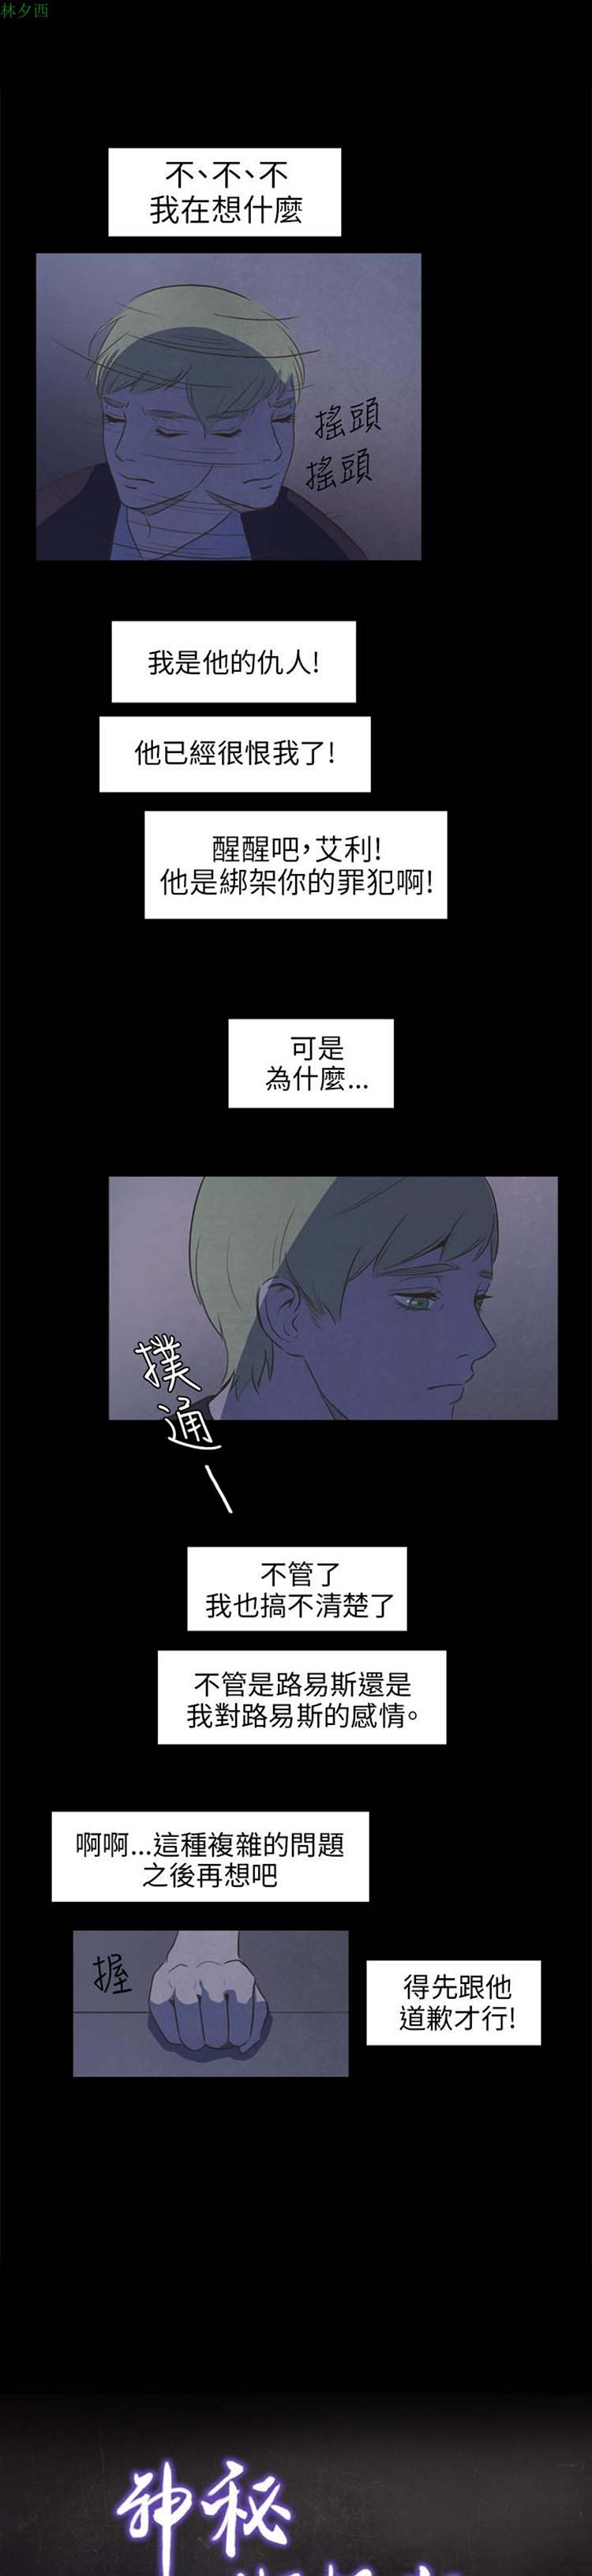 林夕西
不、不、不
我在想什麼
搖頭
搖頭
我是他的仇人!
他已經很恨我了!
醒醒吧,艾利!
他是綁架你的罪犯啊!
可是
為什麼...
撲通
不管了
我也搞不清楚了
不管是路易斯還是
我對路易斯的感情。
啊啊...這種複雜的問題
之後再想吧
握
得先跟他
道歉才行!
神秘